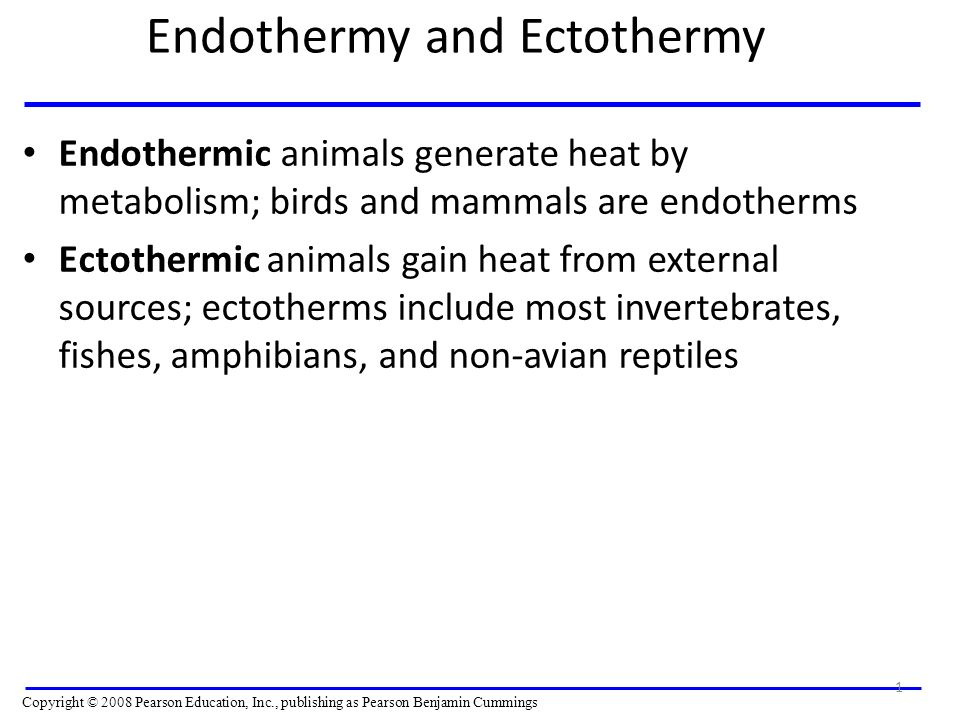 Endothermy and Ectothermy
• Endothermic animals generate heat by
metabolism; birds and mammals are endotherms
• Ectothermic animals gain heat from external
sources; ectotherms include most invertebrates,
fishes, amphibians, and non-avian reptiles
1
Copyright © 2008 Pearson Education, Inc., publishing as Pearson Benjamin Cummings